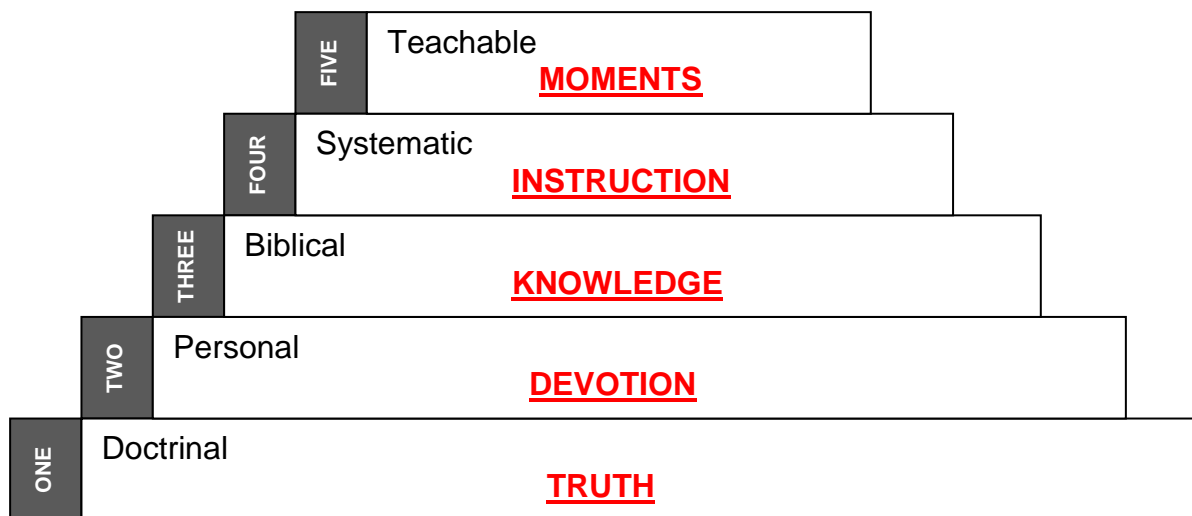 FIVE
Teachable
MOMENTS
FOUR
Systematic
INSTRUCTION
THREE
Biblical
KNOWLEDGE
TWO
Personal
DEVOTION
ONE
Doctrinal
TRUTH